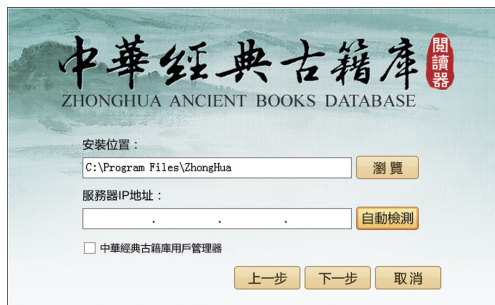 中華經典古籍庫 閱讀器
ZHONGHUA ANCIENT BOOKS DATABASE
安裝位置：
C:\Program Files\ZhongHua 瀏覽
服務器IP地址：
. . . 自動檢測
中華經典古籍庫用戶管理器
上一步 下一步 取消